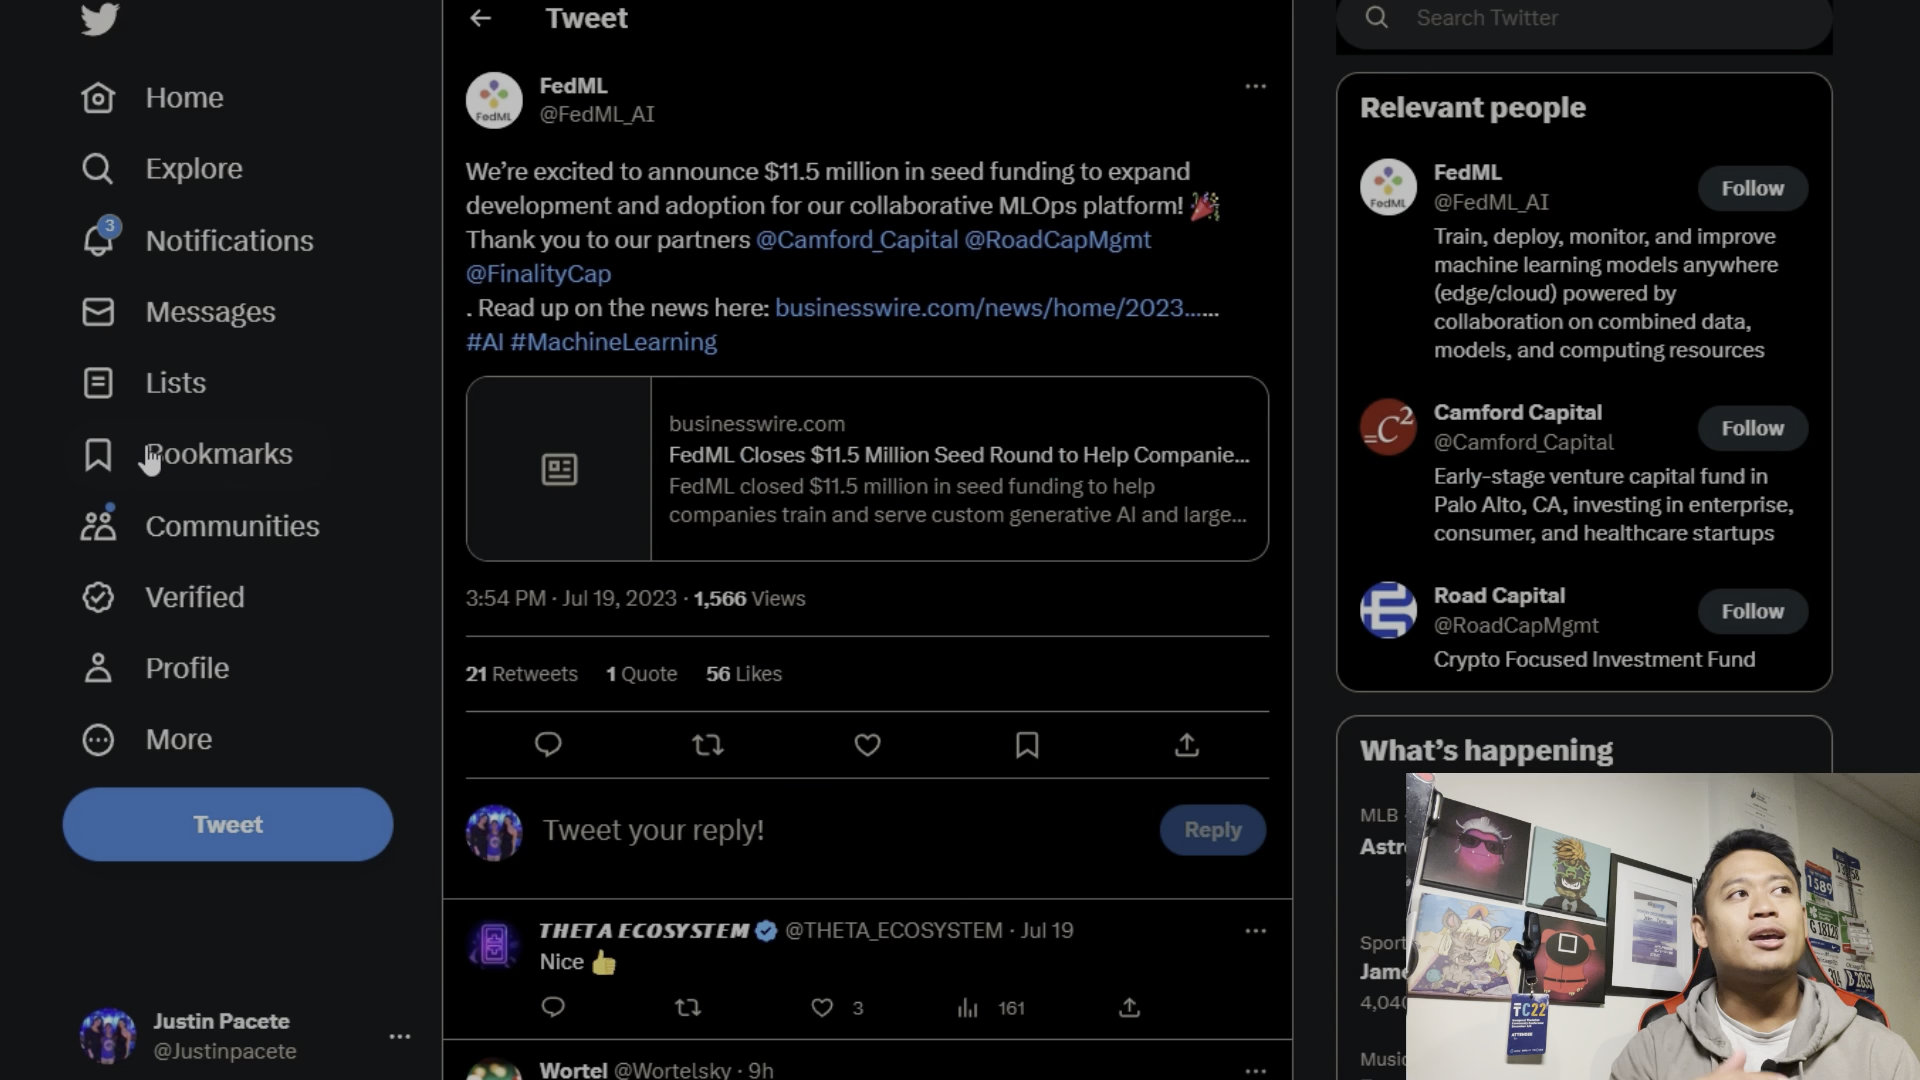 Home
Explore
3
Notifications
Messages
Lists
Bookmarks
Communities
Verified
Profile
More
Tweet
Justin Pacete
@Justinpacete
Tweet
FedML
FedML
@FedML_AI
We’re excited to announce $11.5 million in seed funding to expand
development and adoption for our collaborative MLOps platform! 🎉
Thank you to our partners @Camford_Capital @RoadCapMgmt
@FinalityCap
. Read up on the news here: businesswire.com/news/home/2023……
#AI #MachineLearning
businesswire.com
FedML Closes $11.5 Million Seed Round to Help Companie...
FedML closed $11.5 million in seed funding to help
companies train and serve custom generative AI and large...
3:54 PM · Jul 19, 2023 · 1,566 Views
21 Retweets 1 Quote 56 Likes
Tweet your reply!
Reply
THETA ECOSYSTEM @THETA_ECOSYSTEM · Jul 19
Nice 👍
3
161
Wortel @Wortelsky · 9h
Search Twitter
Relevant people
FedML
FedML
@FedML_AI
Follow
Train, deploy, monitor, and improve
machine learning models anywhere
(edge/cloud) powered by
collaboration on combined data,
models, and computing resources
=C²
Camford Capital
@Camford_Capital
Follow
Early-stage venture capital fund in
Palo Alto, CA, investing in enterprise,
consumer, and healthcare startups
Road Capital
@RoadCapMgmt
Follow
Crypto Focused Investment Fund
What’s happening
MLB
Astr
Sport
Jame
4,040
Music
TC22
ATTENDEE
1589
G 18128